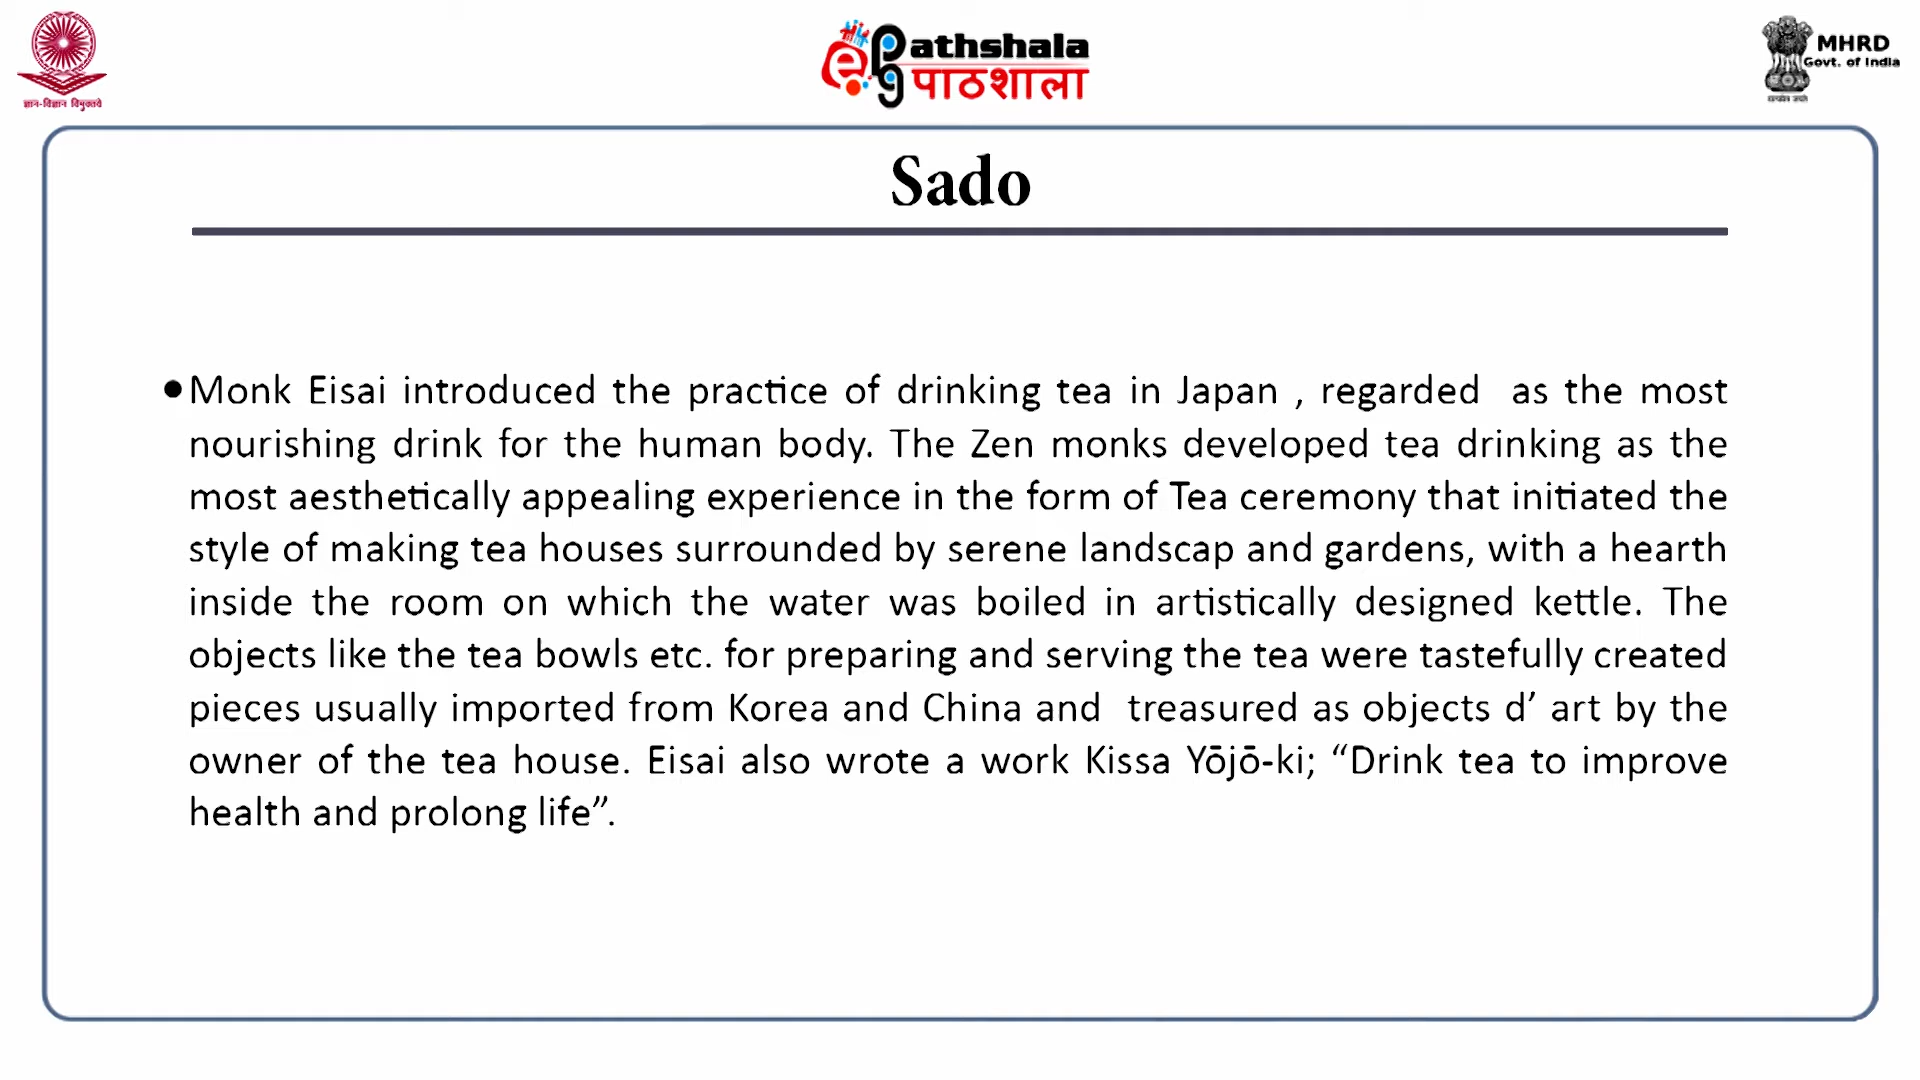 ज्ञान-विज्ञान विमुक्तये
ePG Pathshala
पाठशाला
MHRD
Govt. of India
सत्यमेव जयते
Sado
•Monk Eisai introduced the practice of drinking tea in Japan , regarded as the most
nourishing drink for the human body. The Zen monks developed tea drinking as the
most aesthetically appealing experience in the form of Tea ceremony that initiated the
style of making tea houses surrounded by serene landscap and gardens, with a hearth
inside the room on which the water was boiled in artistically designed kettle. The
objects like the tea bowls etc. for preparing and serving the tea were tastefully created
pieces usually imported from Korea and China and treasured as objects d’ art by the
owner of the tea house. Eisai also wrote a work Kissa Yōjō-ki; “Drink tea to improve
health and prolong life”.